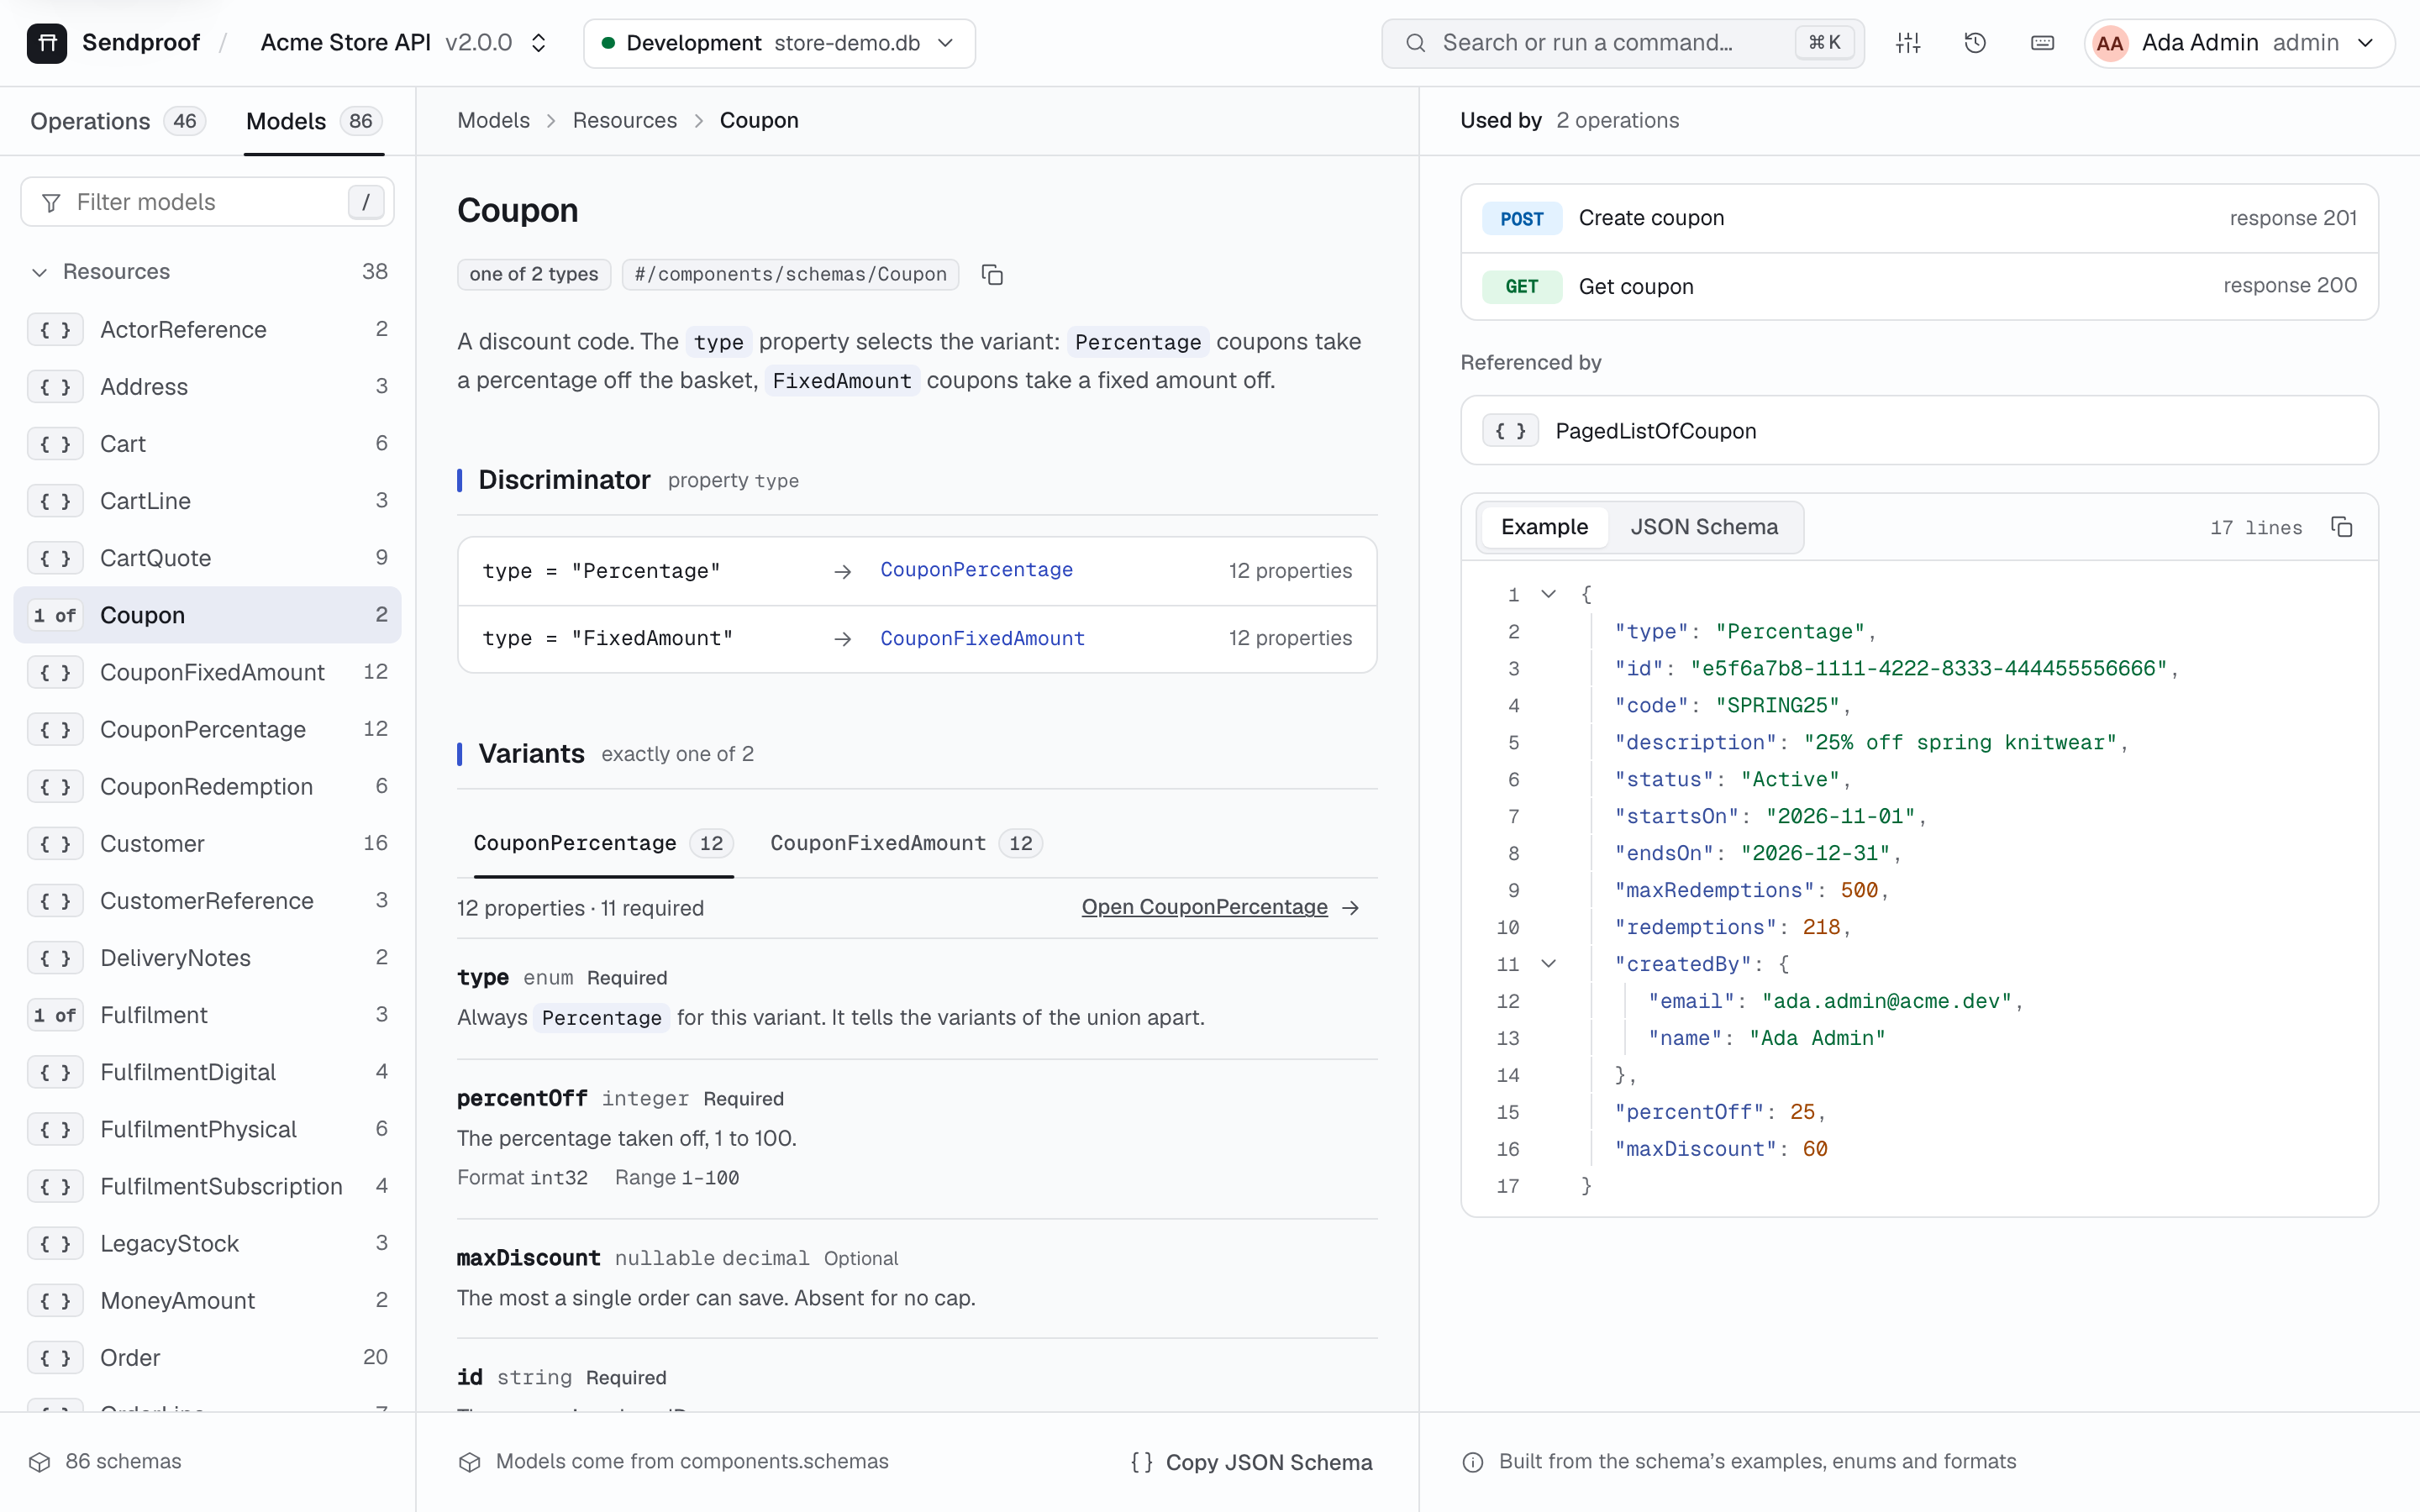 Sendproof / Acme Store API v2.0.0
Development store-demo.db
Search or run a command… ⌘K
AA Ada Admin admin
Operations 46 Models 86
Filter models /
Resources 38
{ } ActorReference 2
{ } Address 3
{ } Cart 6
{ } CartLine 3
{ } CartQuote 9
1 of Coupon 2
{ } CouponFixedAmount 12
{ } CouponPercentage 12
{ } CouponRedemption 6
{ } Customer 16
{ } CustomerReference 3
{ } DeliveryNotes 2
1 of Fulfilment 3
{ } FulfilmentDigital 4
{ } FulfilmentPhysical 6
{ } FulfilmentSubscription 4
{ } LegacyStock 3
{ } MoneyAmount 2
{ } Order 20
86 schemas
Models > Resources > Coupon
Coupon
one of 2 types #/components/schemas/Coupon
A discount code. The type property selects the variant: Percentage coupons take
a percentage off the basket, FixedAmount coupons take a fixed amount off.
Discriminator property type
type = "Percentage" → CouponPercentage 12 properties
type = "FixedAmount" → CouponFixedAmount 12 properties
Variants exactly one of 2
CouponPercentage 12 CouponFixedAmount 12
12 properties · 11 required Open CouponPercentage →
type enum Required
Always Percentage for this variant. It tells the variants of the union apart.
percentOff integer Required
The percentage taken off, 1 to 100.
Format int32 Range 1–100
maxDiscount nullable decimal Optional
The most a single order can save. Absent for no cap.
id string Required
Models come from components.schemas
{ } Copy JSON Schema
Used by 2 operations
POST Create coupon response 201
GET Get coupon response 200
Referenced by
{ } PagedListOfCoupon
Example JSON Schema 17 lines
1 {
2 "type": "Percentage",
3 "id": "e5f6a7b8-1111-4222-8333-444455556666",
4 "code": "SPRING25",
5 "description": "25% off spring knitwear",
6 "status": "Active",
7 "startsOn": "2026-11-01",
8 "endsOn": "2026-12-31",
9 "maxRedemptions": 500,
10 "redemptions": 218,
11 "createdBy": {
12 "email": "ada.admin@acme.dev",
13 "name": "Ada Admin"
14 },
15 "percentOff": 25,
16 "maxDiscount": 60
17 }
Built from the schema’s examples, enums and formats